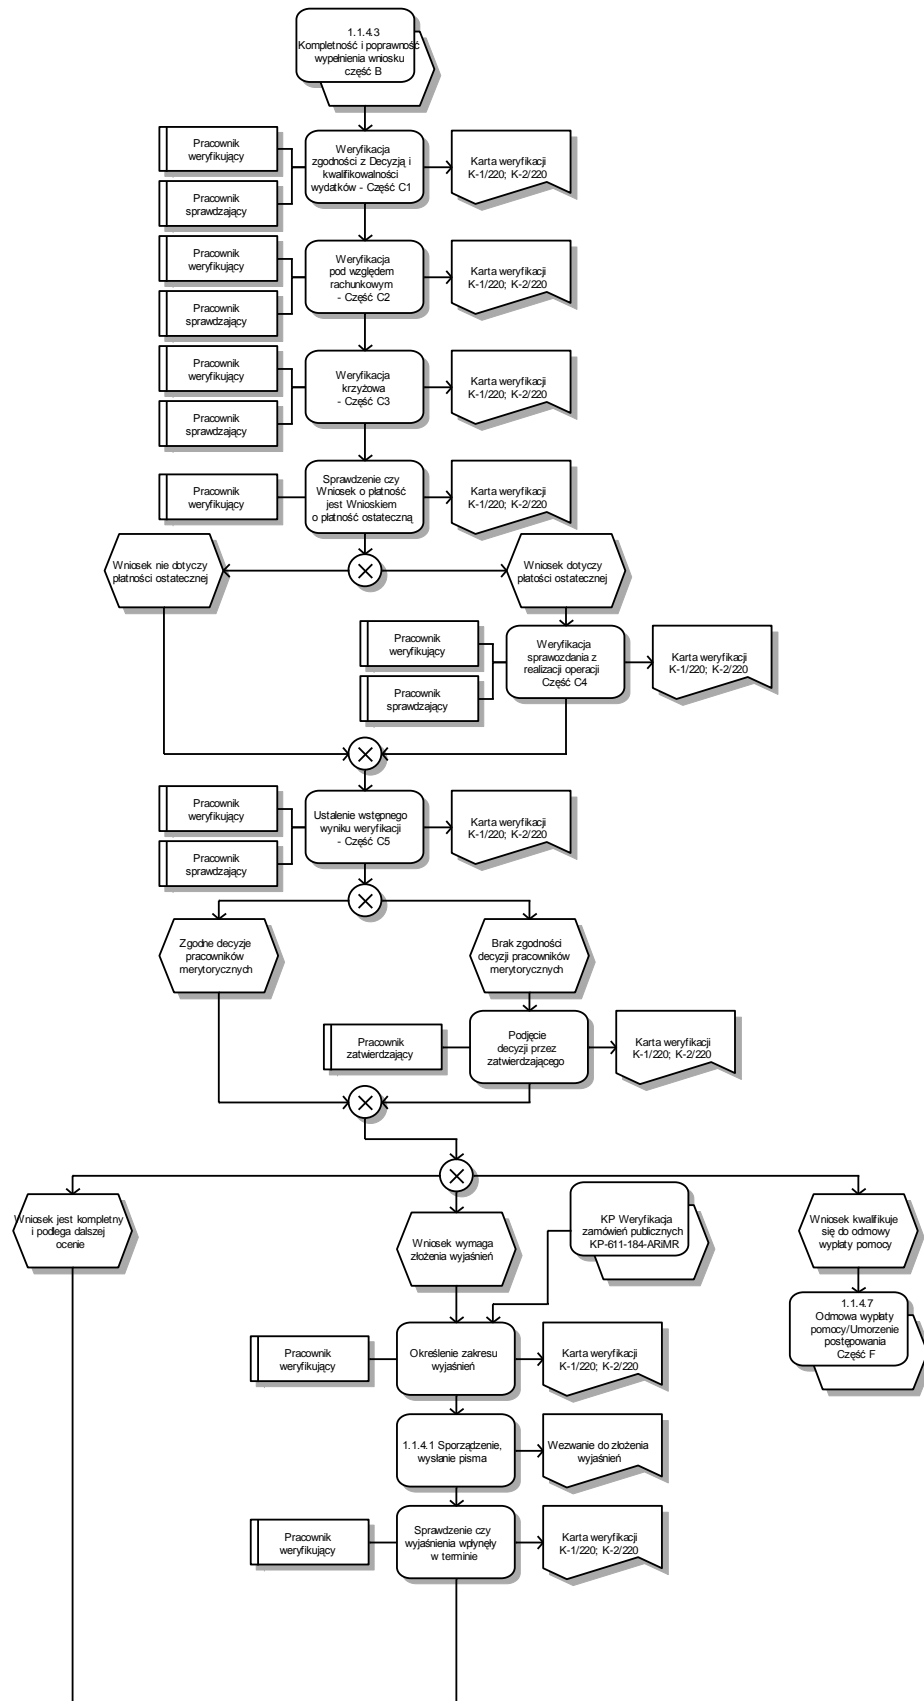 1.1.4.3
Kompletność i poprawność
wypełnienia wniosku
część B
Pracownik
weryfikujący
Pracownik
sprawdzający
Weryfikacja
zgodności z Decyzją i
kwalifikowalności
wydatków - Część C1
Karta weryfikacji
K-1/220; K-2/220
Pracownik
weryfikujący
Pracownik
sprawdzający
Weryfikacja
pod względem
rachunkowym
- Część C2
Karta weryfikacji
K-1/220; K-2/220
Pracownik
weryfikujący
Pracownik
sprawdzający
Weryfikacja
krzyżowa
- Część C3
Karta weryfikacji
K-1/220; K-2/220
Pracownik
weryfikujący
Sprawdzenie czy
Wniosek o płatność
jest Wnioskiem
o płatność ostateczną
Karta weryfikacji
K-1/220; K-2/220
Wniosek nie dotyczy
płatności ostatecznej
Wniosek dotyczy
płatości ostatecznej
Pracownik
weryfikujący
Pracownik
sprawdzający
Weryfikacja
sprawozdania z
realizacji operacji
Część C4
Karta weryfikacji
K-1/220; K-2/220
Pracownik
weryfikujący
Pracownik
sprawdzający
Ustalenie wstępnego
wyniku weryfikacji
- Część C5
Karta weryfikacji
K-1/220; K-2/220
Zgodne decyzje
pracowników
merytorycznych
Brak zgodności
decyzji pracowników
merytorycznych
Pracownik
zatwierdzający
Podjęcie
decyzji przez
zatwierdzającego
Karta weryfikacji
K-1/220; K-2/220
Wniosek jest kompletny
i podlega dalszej
ocenie
Wniosek wymaga
złożenia wyjaśnień
KP Weryfikacja
zamówień publicznych
KP-611-184-ARiMR
Wniosek kwalifikuje
się do odmowy
wypłaty pomocy
1.1.4.7
Odmowa wypłaty
pomocy/Umorzenie
postępowania
Część F
Pracownik
weryfikujący
Określenie zakresu
wyjaśnień
Karta weryfikacji
K-1/220; K-2/220
1.1.4.1 Sporządzenie,
wysłanie pisma
Wezwanie do złożenia
wyjaśnień
Pracownik
weryfikujący
Sprawdzenie czy
wyjaśnienia wpłynęły
w terminie
Karta weryfikacji
K-1/220; K-2/220